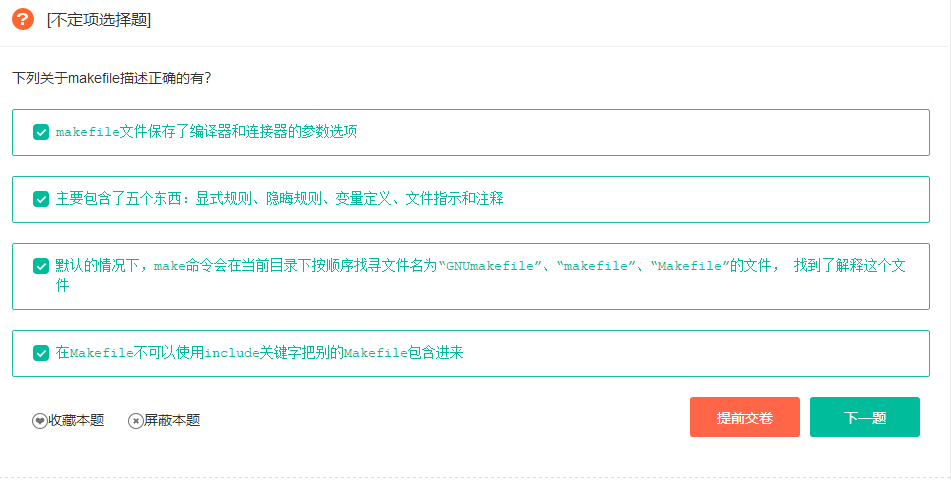 [不定项选择题]
下列关于makefile描述正确的有?
makefile文件保存了编译器和连接器的参数选项
主要包含了五个东西: 显式规则、隐晦规则、变量定义、文件指示和注释
默认的情况下，make命令会在当前目录下按顺序找寻文件名为“GNUmakefile”、“makefile”、“Makefile”的文件， 找到了解释这个文
件
在Makefile不可以使用include关键字把别的Makefile包含进来
收藏本题 屏蔽本题 提前交卷 下一题